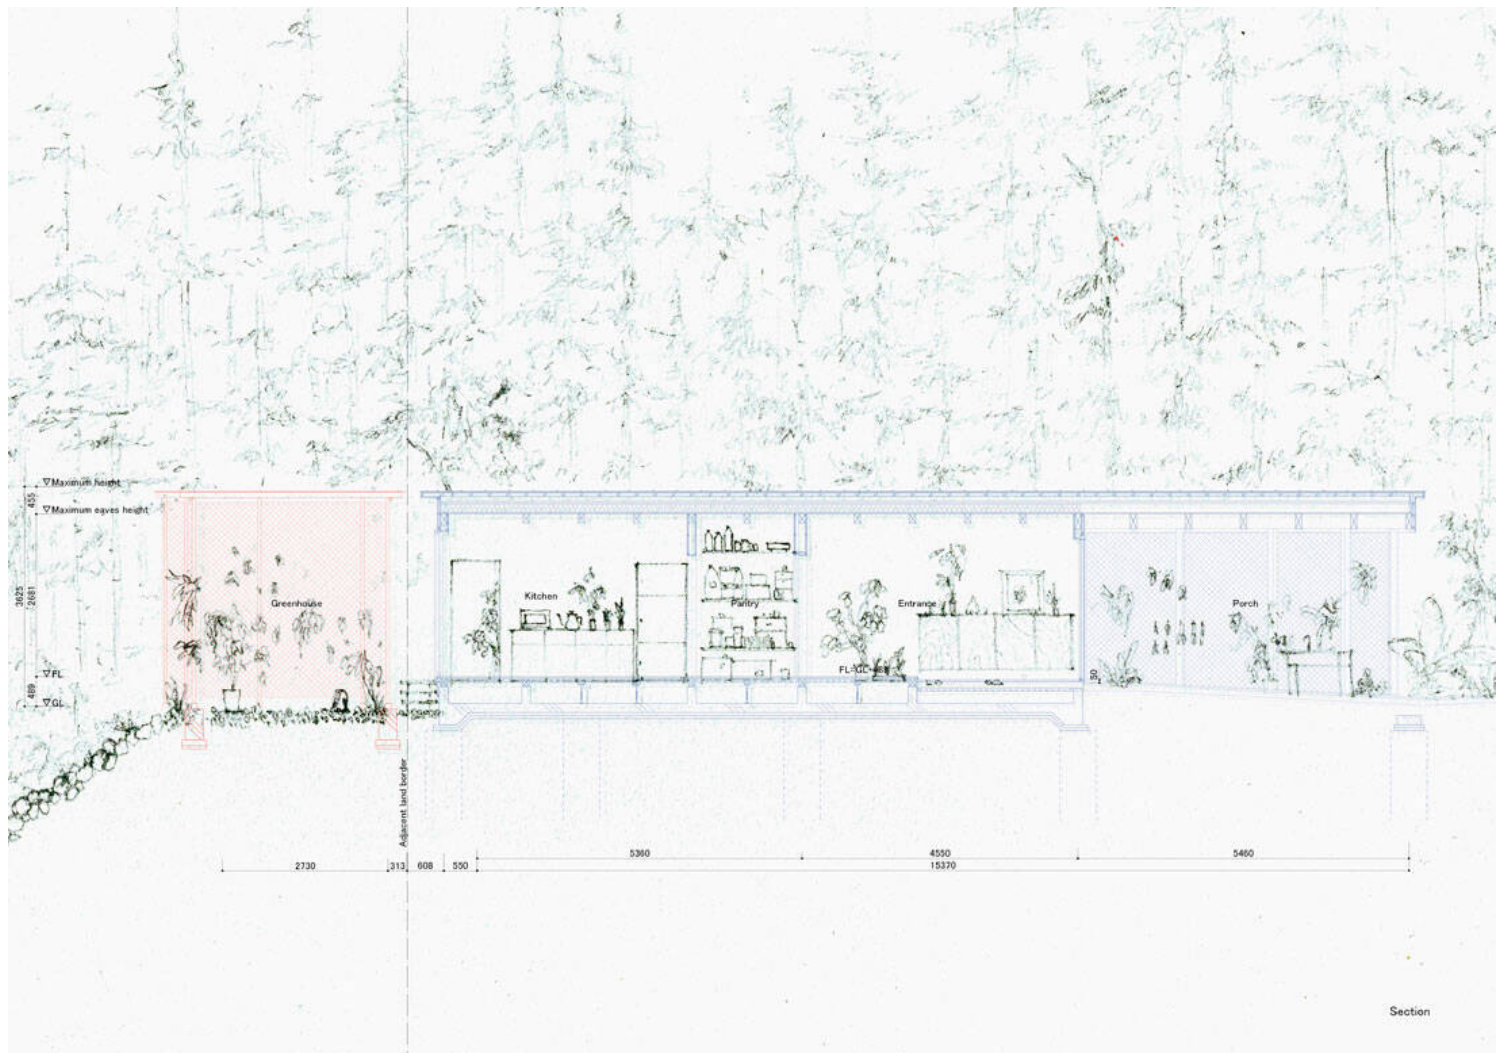 ▽Maximum height
455
▽Maximum eaves height
3625
2681
Greenhouse
Kitchen
Pantry
Entrance
Porch
▽FL
50
489
▽GL
Adjacent land border
5360
4550
5460
2730
313
608
550
15370
Section